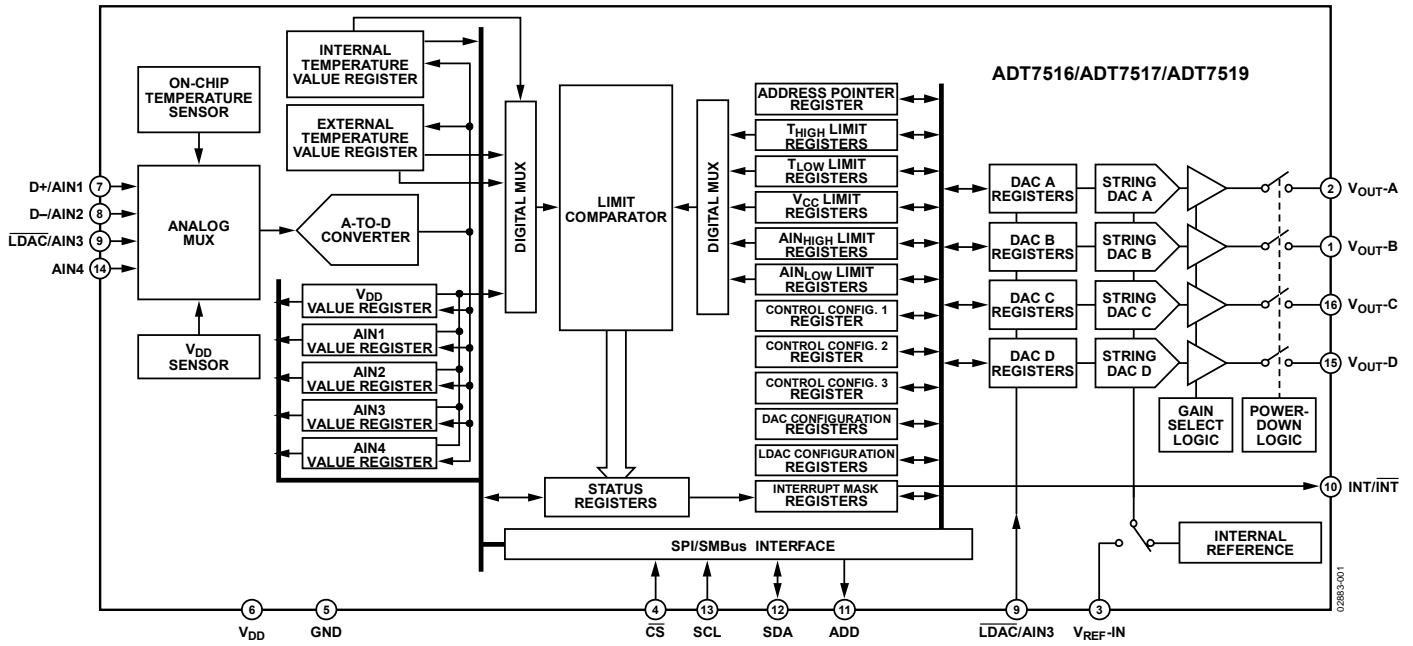 INTERNAL
TEMPERATURE
VALUE REGISTER
ADT7516/ADT7517/ADT7519
ON-CHIP
TEMPERATURE
SENSOR
EXTERNAL
TEMPERATURE
VALUE REGISTER
D+/AIN1
7
D–/AIN2
8
LDAC/AIN3
9
AIN4
14
ANALOG
MUX
A-TO-D
CONVERTER
VDD
SENSOR
VDD
VALUE REGISTER
AIN1
VALUE REGISTER
AIN2
VALUE REGISTER
AIN3
VALUE REGISTER
AIN4
VALUE REGISTER
DIGITAL MUX
LIMIT
COMPARATOR
DIGITAL MUX
ADDRESS POINTER
REGISTER
THIGH LIMIT
REGISTERS
TLOW LIMIT
REGISTERS
VCC LIMIT
REGISTERS
AINHIGH LIMIT
REGISTERS
AINLOW LIMIT
REGISTERS
CONTROL CONFIG. 1
REGISTER
CONTROL CONFIG. 2
REGISTER
CONTROL CONFIG. 3
REGISTER
DAC CONFIGURATION
REGISTERS
LDAC CONFIGURATION
REGISTERS
INTERRUPT MASK
REGISTERS
STATUS
REGISTERS
SPI/SMBus INTERFACE
DAC A
REGISTERS
STRING
DAC A
2
VOUT-A
DAC B
REGISTERS
STRING
DAC B
1
VOUT-B
DAC C
REGISTERS
STRING
DAC C
16
VOUT-C
DAC D
REGISTERS
STRING
DAC D
15
VOUT-D
GAIN
SELECT
LOGIC
POWER-
DOWN
LOGIC
10
INT/INT
INTERNAL
REFERENCE
6
VDD
5
GND
4
CS
13
SCL
12
SDA
11
ADD
9
LDAC/AIN3
3
VREF-IN
02883-001